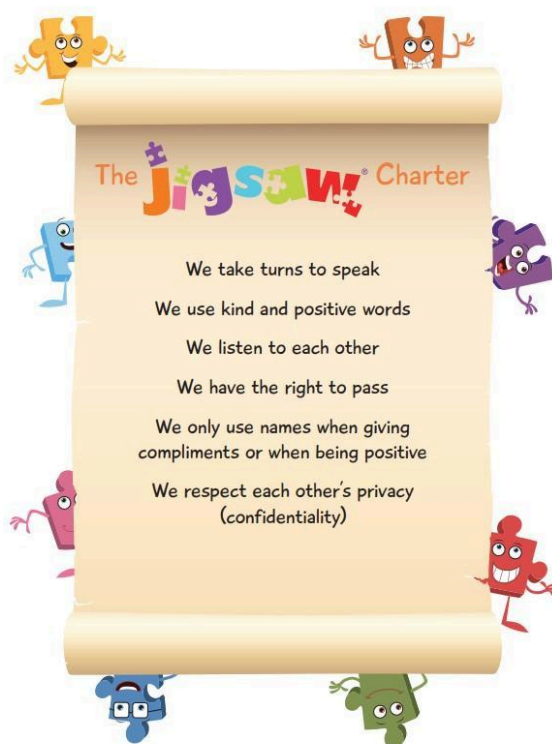 The Jigsaw® Charter
We take turns to speak
We use kind and positive words
We listen to each other
We have the right to pass
We only use names when giving
compliments or when being positive
We respect each other's privacy
(confidentiality)